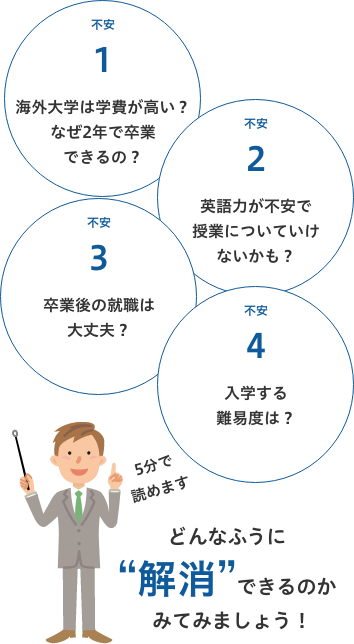 不安
1
海外大学は学費が高い？
なぜ2年で卒業
できるの？
不安
2
英語力が不安で
授業についていけ
ないかも？
不安
3
卒業後の就職は
大丈夫？
不安
4
入学する
難易度は？
5分で
読めます
どんなふうに
“解消”できるのか
みてみましょう！